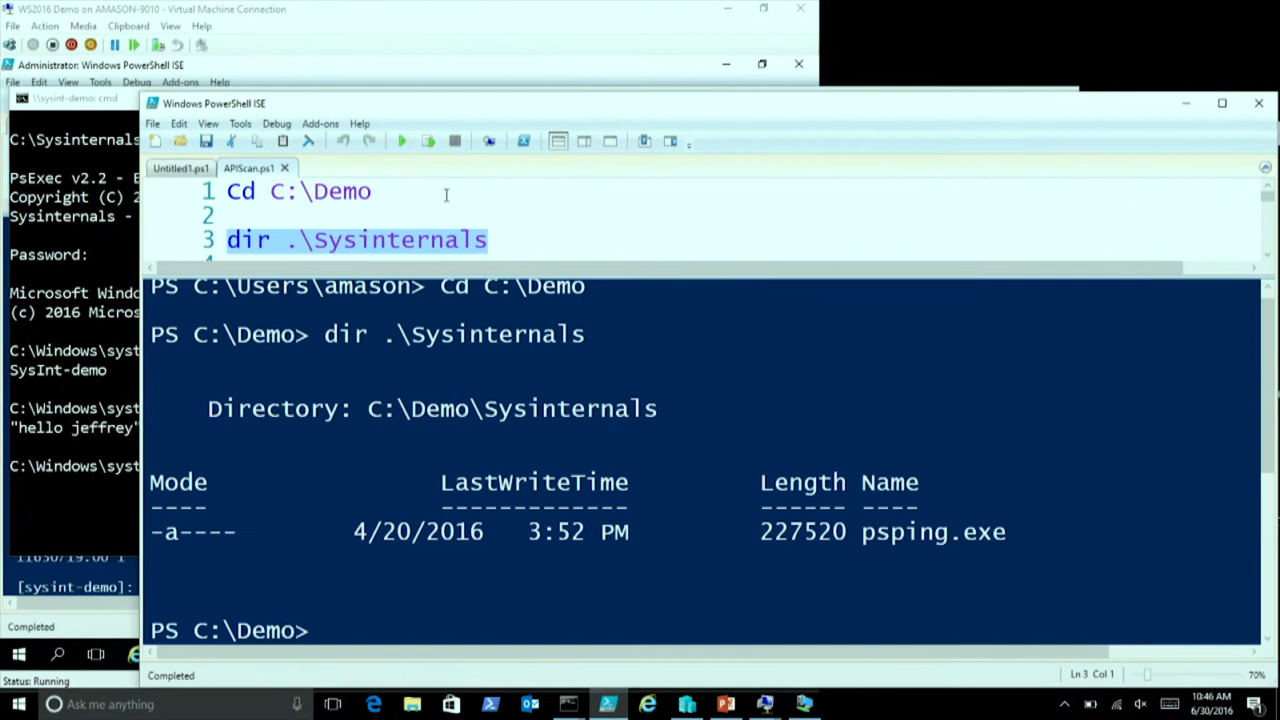 WS2016 Demo on AMASON-9010 - Virtual Machine Connection
File Action Media Clipboard View Help
Administrator: Windows PowerShell ISE
File Edit View Tools Debug Add-ons Help
\\sysint-demo: cmd
Windows PowerShell ISE
File Edit View Tools Debug Add-ons Help
Untitled1.ps1 APIScan.ps1
1 Cd C:\Demo
2
3 dir .\Sysinternals
C:\Sysinternals
PsExec v2.2 - E
Copyright (C) 2
Sysinternals -
Password:
Microsoft Windo
(c) 2016 Micros
C:\Windows\syst
SysInt-demo
C:\Windows\syst
"hello jeffrey"
C:\Windows\syst
[sysint-demo]:
Completed
Status: Running
PS C:\Users\amason> Cd C:\Demo
PS C:\Demo> dir .\Sysinternals
Directory: C:\Demo\Sysinternals
Mode LastWriteTime Length Name
---- ------------- ------ ----
-a---- 4/20/2016 3:52 PM 227520 psping.exe
PS C:\Demo>
Completed Ln 3 Col 1 70%
Ask me anything
10:46 AM
6/30/2016